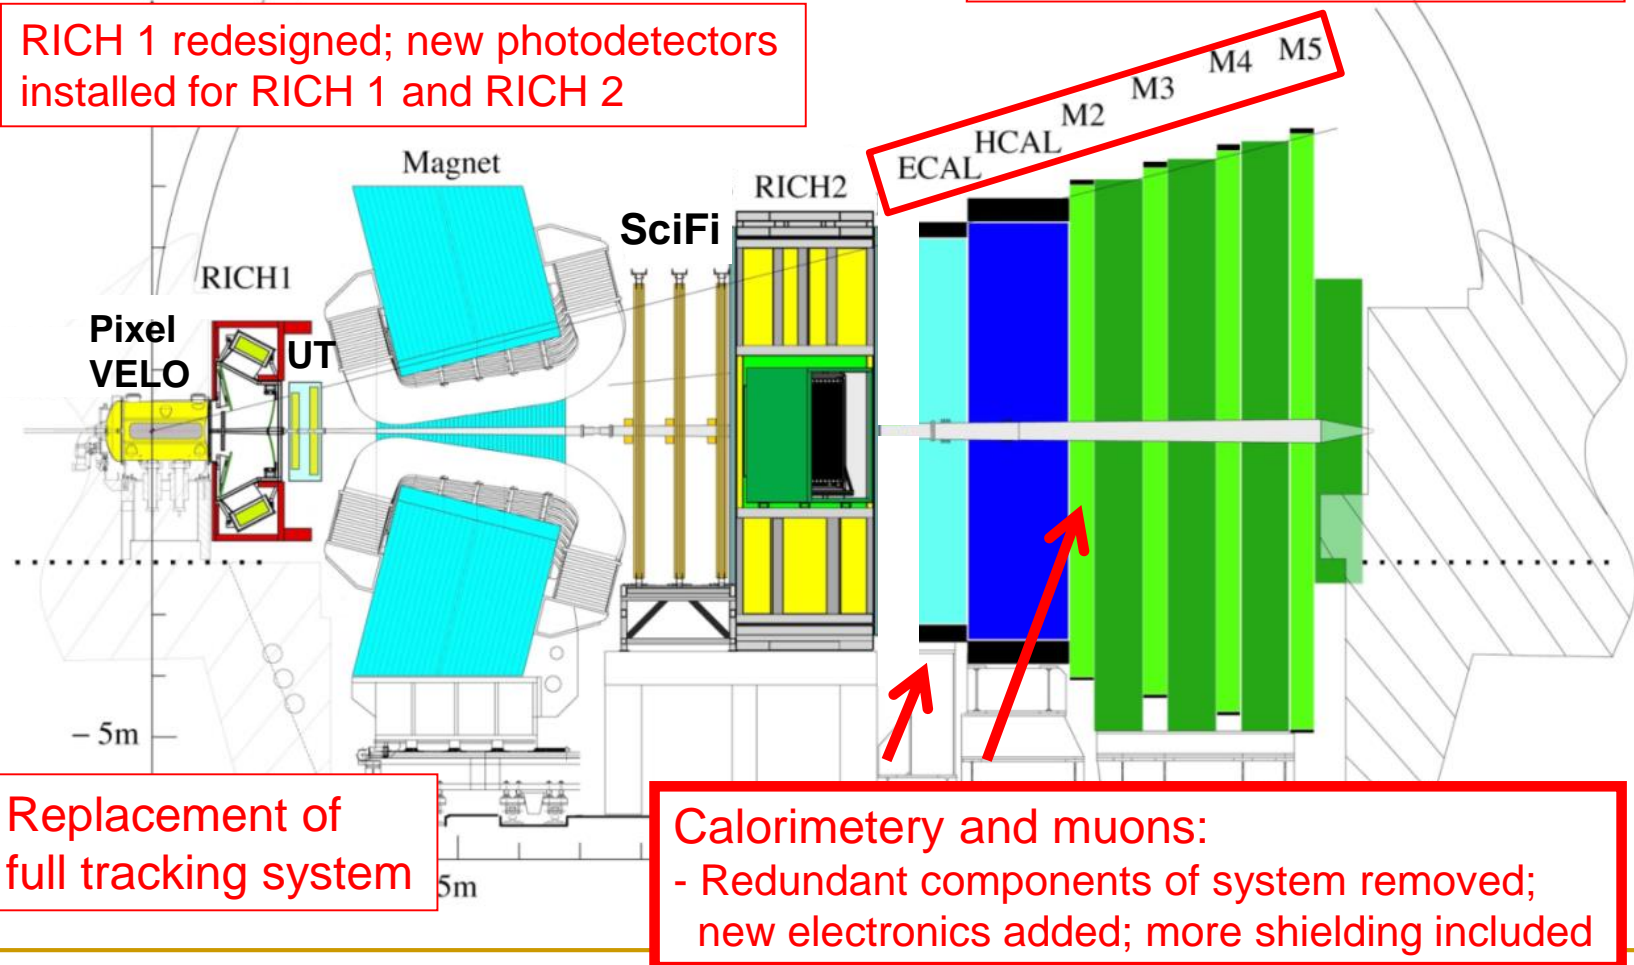 RICH 1 redesigned; new photodetectors
installed for RICH 1 and RICH 2
M5
M4
M3
M2
HCAL
ECAL
Magnet
RICH2
SciFi
RICH1
Pixel
VELO
UT
– 5m
Replacement of
full tracking system
5m
Calorimetery and muons:
- Redundant components of system removed;
new electronics added; more shielding included